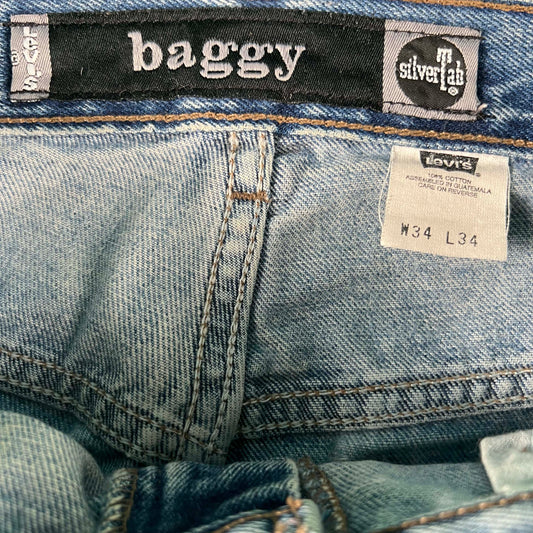 LEVI'S ®
baggy
silverTab ®
Levi's
100% COTTON
ASSEMBLED IN GUATEMALA
CARE ON REVERSE
W34 L34